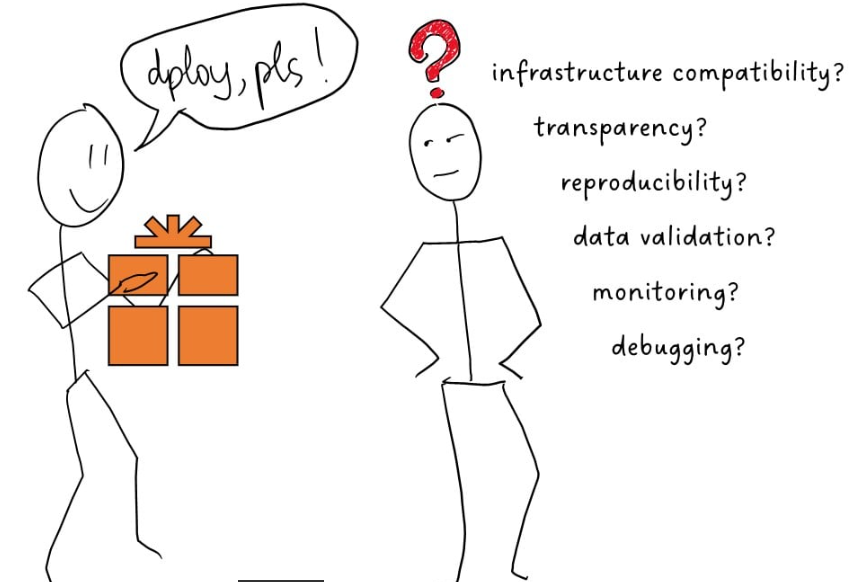 dploy, pls!
?
infrastructure compatibility?
transparency?
reproducibility?
data validation?
monitoring?
debugging?